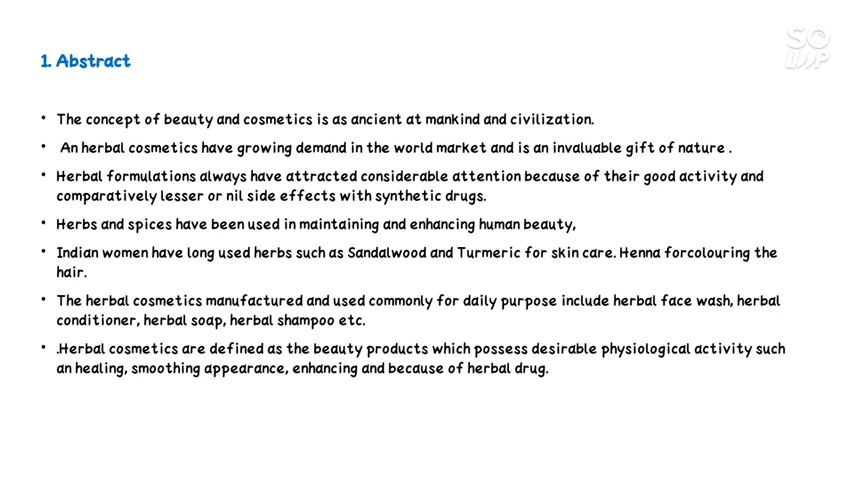 SO
LMP
1. Abstract
• The concept of beauty and cosmetics is as ancient at mankind and civilization.
• An herbal cosmetics have growing demand in the world market and is an invaluable gift of nature .
• Herbal formulations always have attracted considerable attention because of their good activity and
comparatively lesser or nil side effects with synthetic drugs.
• Herbs and spices have been used in maintaining and enhancing human beauty,
• Indian women have long used herbs such as Sandalwood and Turmeric for skin care. Henna forcolouring the
hair.
• The herbal cosmetics manufactured and used commonly for daily purpose include herbal face wash, herbal
conditioner, herbal soap, herbal shampoo etc.
• .Herbal cosmetics are defined as the beauty products which possess desirable physiological activity such
an healing, smoothing appearance, enhancing and because of herbal drug.